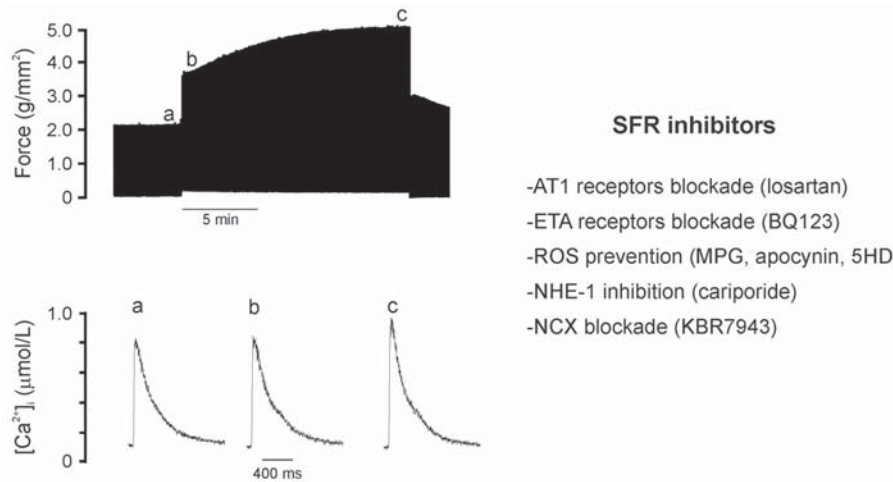 Force (g/mm²)
5.0
4.0
3.0
2.0
1.0
0
a
b
c
5 min
[Ca²⁺]ᵢ (μmol/L)
1.0
0
a
b
c
400 ms
SFR inhibitors
-AT1 receptors blockade (losartan)
-ETA receptors blockade (BQ123)
-ROS prevention (MPG, apocynin, 5HD
-NHE-1 inhibition (cariporide)
-NCX blockade (KBR7943)